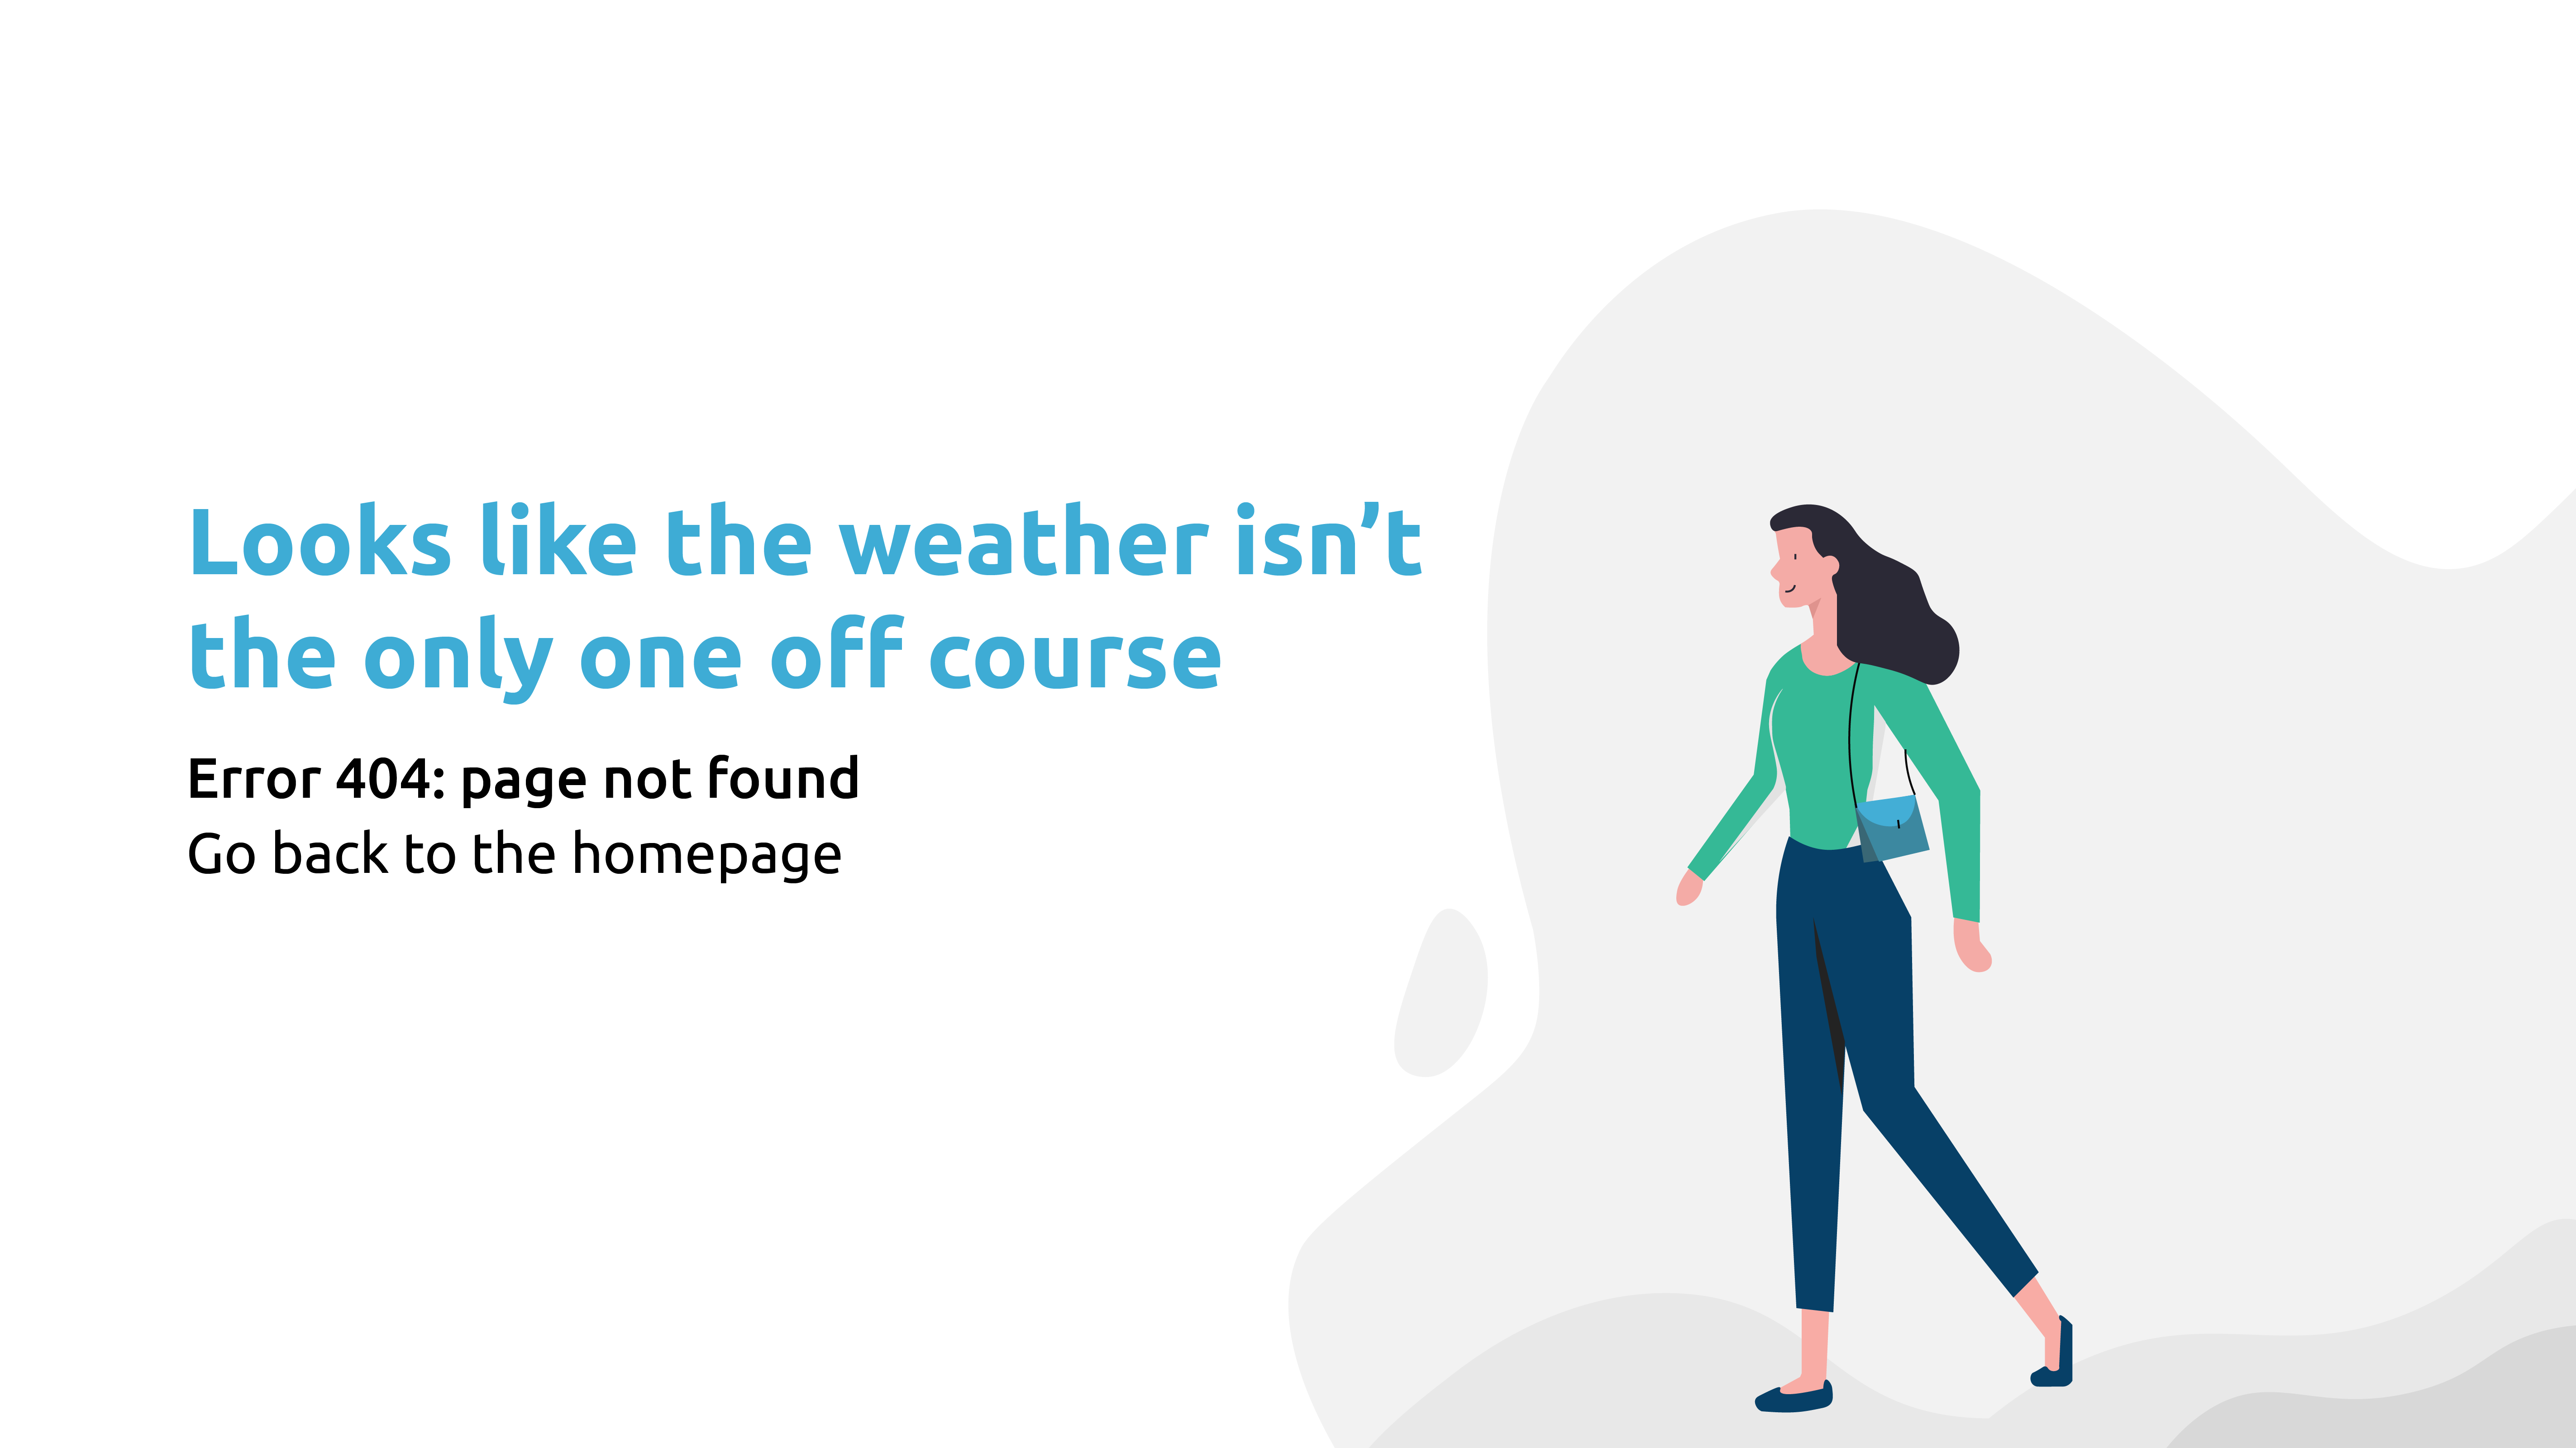 Looks like the weather isn’t
the only one off course
Error 404: page not found
Go back to the homepage